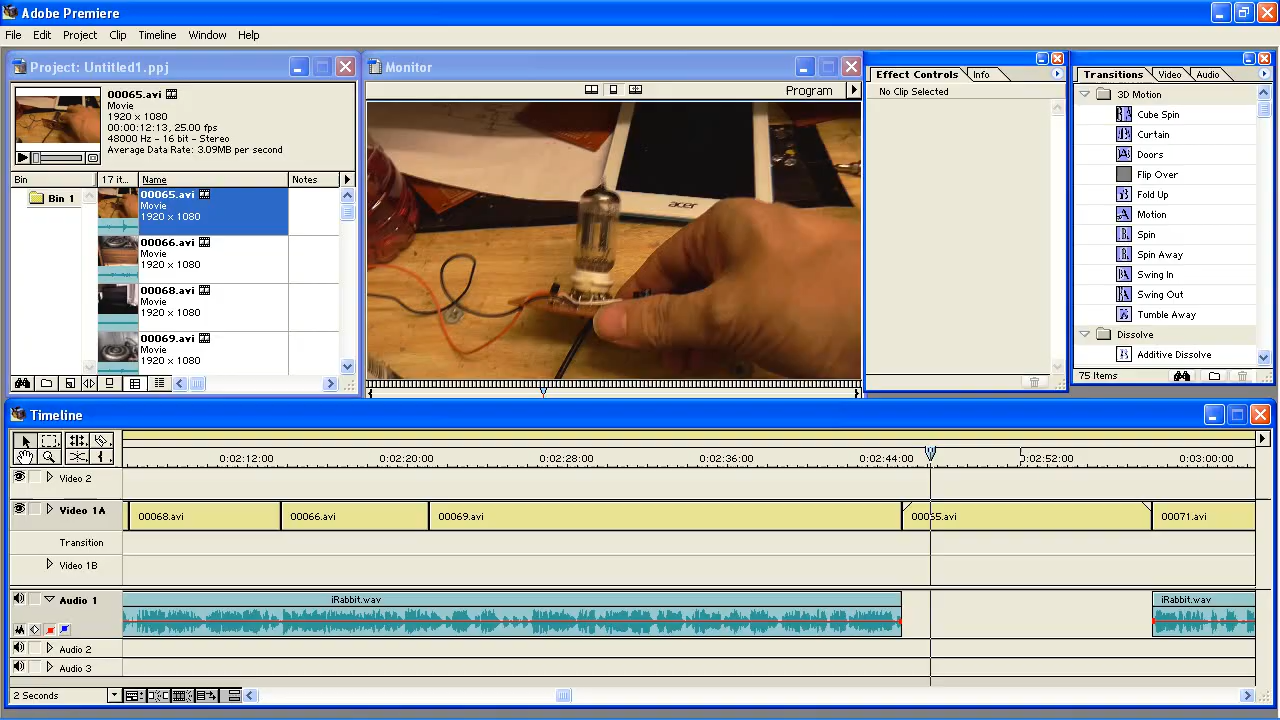 Adobe Premiere
File Edit Project Clip Timeline Window Help
Project: Untitled1.ppj
00065.avi
Movie
1920 x 1080
00:00:12:13, 25.00 fps
48000 Hz - 16 bit - Stereo
Average Data Rate: 3.09MB per second
Bin 17 it... Name Notes
Bin 1
00065.avi
Movie
1920 x 1080
00066.avi
Movie
1920 x 1080
00068.avi
Movie
1920 x 1080
00069.avi
Movie
1920 x 1080
Monitor
Program
acer
Effect Controls Info
No Clip Selected
Transitions Video Audio
3D Motion
Cube Spin
Curtain
Doors
Flip Over
Fold Up
Motion
Spin
Spin Away
Swing In
Swing Out
Tumble Away
Dissolve
Additive Dissolve
75 Items
Timeline
0:02:12:00 0:02:20:00 0:02:28:00 0:02:36:00 0:02:44:00 0:02:52:00 0:03:00:00
Video 2
Video 1A 00068.avi 00066.avi 00069.avi 00065.avi 00071.avi
Transition
Video 1B
Audio 1 iRabbit.wav iRabbit.wav
Audio 2
Audio 3
2 Seconds